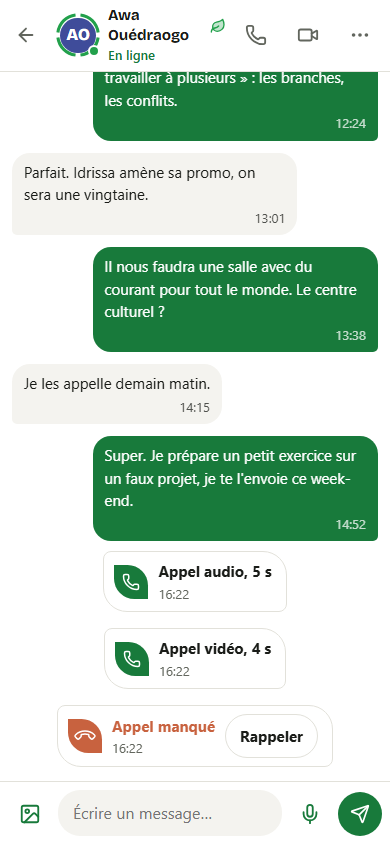 Awa
Ouédraogo
AO
En ligne
travailler à plusieurs » : les branches,
les conflits.
12:24
Parfait. Idrissa amène sa promo, on
sera une vingtaine.
13:01
Il nous faudra une salle avec du
courant pour tout le monde. Le centre
culturel ?
13:38
Je les appelle demain matin.
14:15
Super. Je prépare un petit exercice sur
un faux projet, je te l'envoie ce week-
end.
14:52
Appel audio, 5 s
16:22
Appel vidéo, 4 s
16:22
Appel manqué
16:22
Rappeler
Écrire un message...